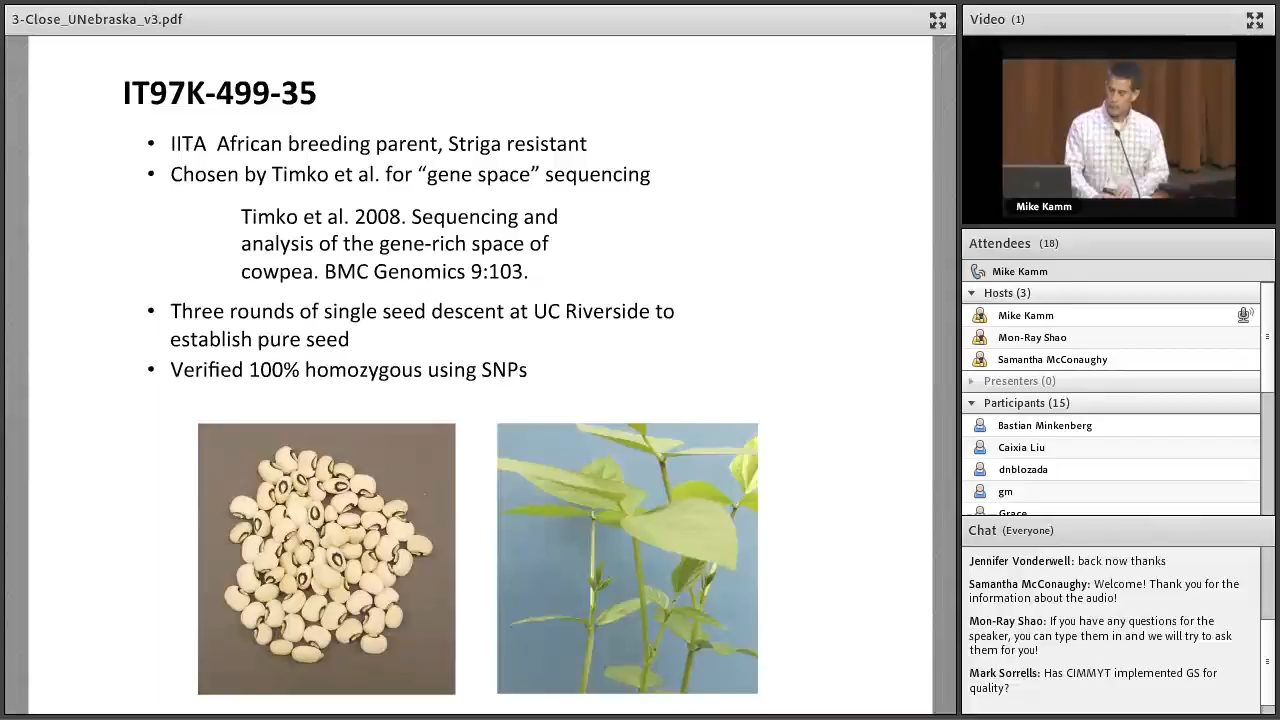 3-Close_UNebraska_v3.pdf
IT97K-499-35
• IITA African breeding parent, Striga resistant
• Chosen by Timko et al. for “gene space” sequencing
Timko et al. 2008. Sequencing and
analysis of the gene-rich space of
cowpea. BMC Genomics 9:103.
• Three rounds of single seed descent at UC Riverside to
establish pure seed
• Verified 100% homozygous using SNPs
Video (1)
Mike Kamm
Attendees (18)
Mike Kamm
Hosts (3)
Mike Kamm
Mon-Ray Shao
Samantha McConaughy
Presenters (0)
Participants (15)
Bastian Minkenberg
Caixia Liu
dnblozada
gm
Grace
Chat (Everyone)
Jennifer Vonderwell: back now thanks
Samantha McConaughy: Welcome! Thank you for the
information about the audio!
Mon-Ray Shao: If you have any questions for the
speaker, you can type them in and we will try to ask
them for you!
Mark Sorrells: Has CIMMYT implemented GS for
quality?